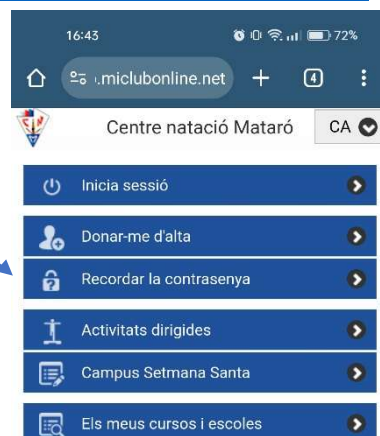 16:43 72%
.miclubonline.net 4
Centre natació Mataró CA
Inicia sessió
Donar-me d'alta
Recordar la contrasenya
Activitats dirigides
Campus Setmana Santa
Els meus cursos i escoles